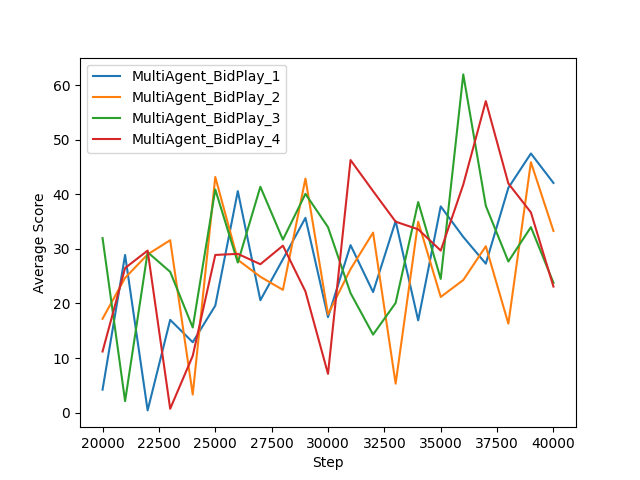 MultiAgent_BidPlay_1
MultiAgent_BidPlay_2
MultiAgent_BidPlay_3
MultiAgent_BidPlay_4
60
50
40
30
20
10
0
Average Score
20000 22500 25000 27500 30000 32500 35000 37500 40000
Step